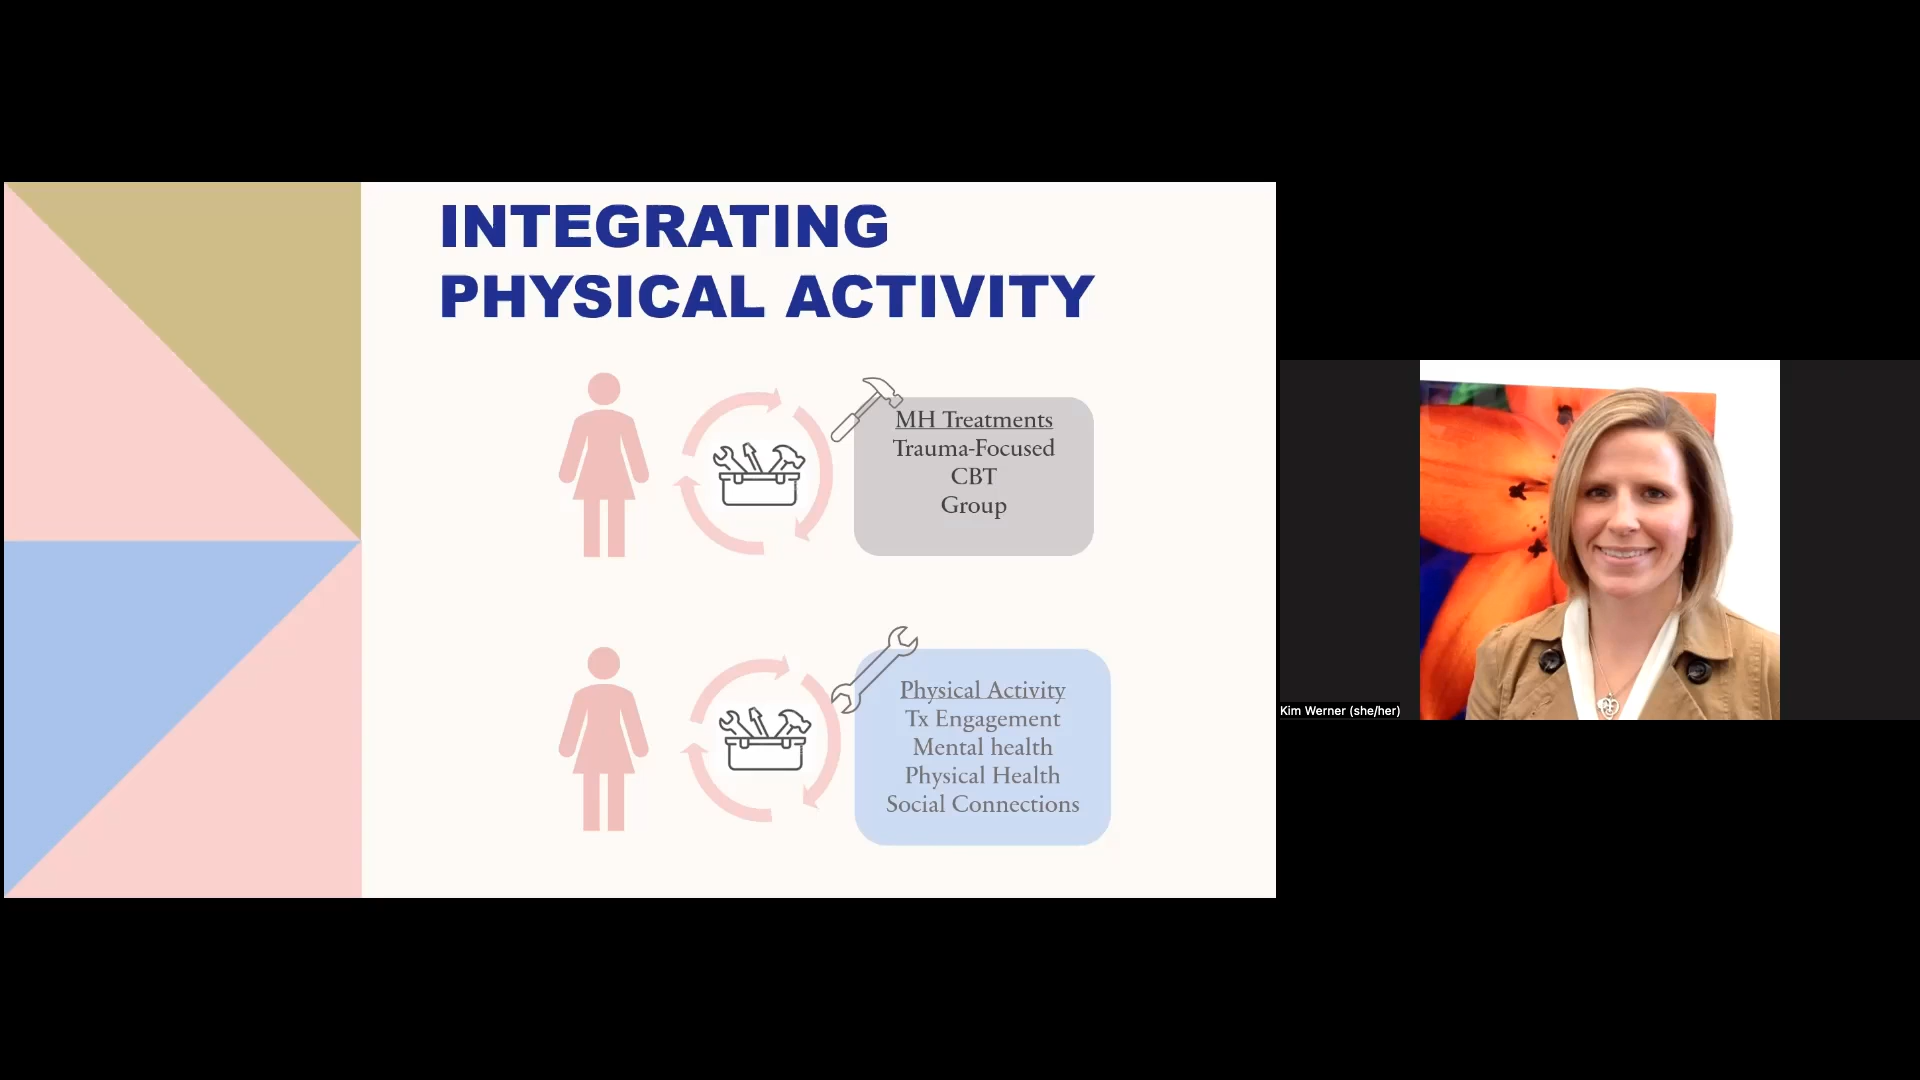 INTEGRATING
PHYSICAL ACTIVITY
MH Treatments
Trauma-Focused
CBT
Group
Physical Activity
Tx Engagement
Mental health
Physical Health
Social Connections
Kim Werner (she/her)